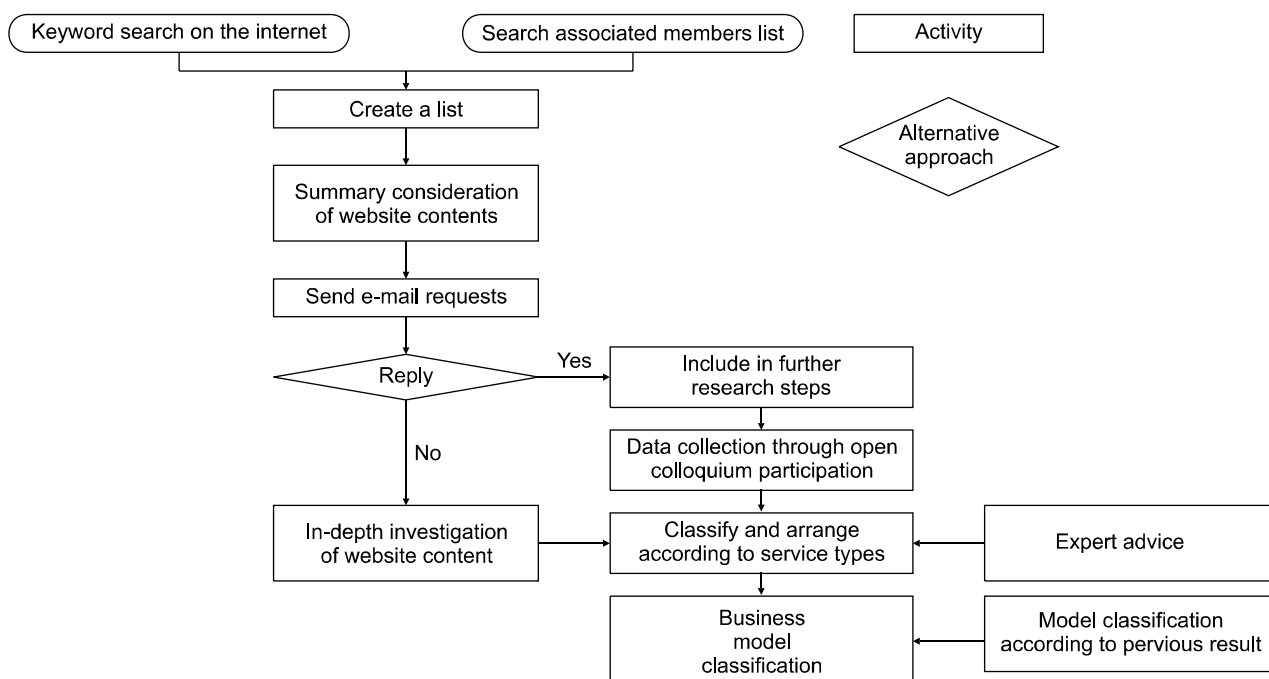 Keyword search on the internet
Search associated members list
Activity
Create a list
Alternative
approach
Summary consideration
of website contents
Send e-mail requests
Reply
Yes
Include in further
research steps
No
Data collection through open
colloquium participation
In-depth investigation
of website content
Classify and arrange
according to service types
Expert advice
Business
model
classification
Model classification
according to pervious result